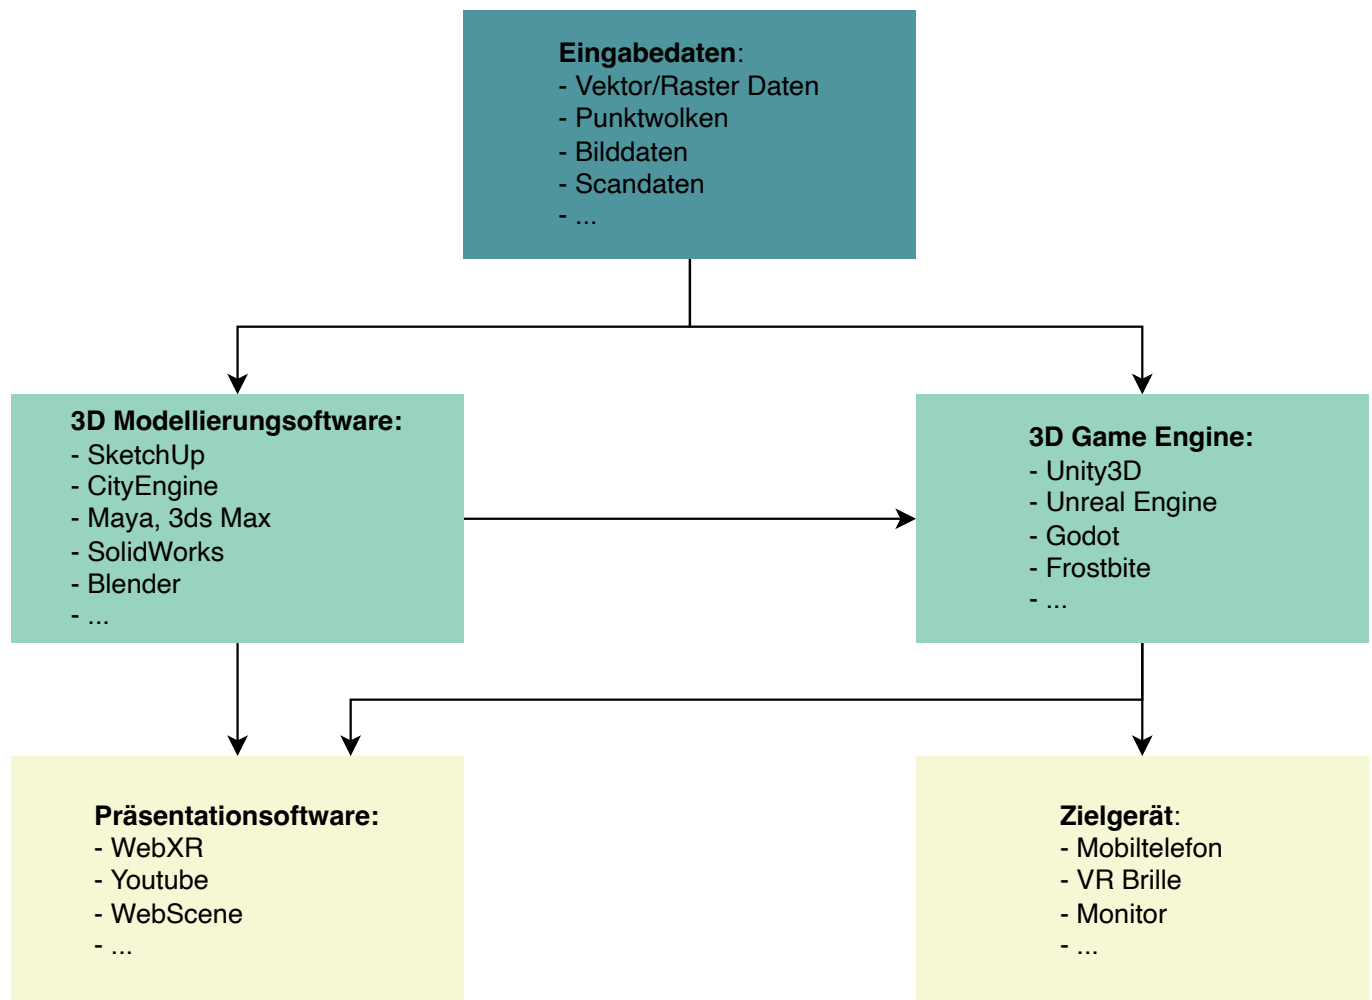 Eingabedaten:
- Vektor/Raster Daten
- Punktwolken
- Bilddaten
- Scandaten
- ...
3D Modellierungsoftware:
- SketchUp
- CityEngine
- Maya, 3ds Max
- SolidWorks
- Blender
- ...
3D Game Engine:
- Unity3D
- Unreal Engine
- Godot
- Frostbite
- ...
Präsentationsoftware:
- WebXR
- Youtube
- WebScene
- ...
Zielgerät:
- Mobiltelefon
- VR Brille
- Monitor
- ...